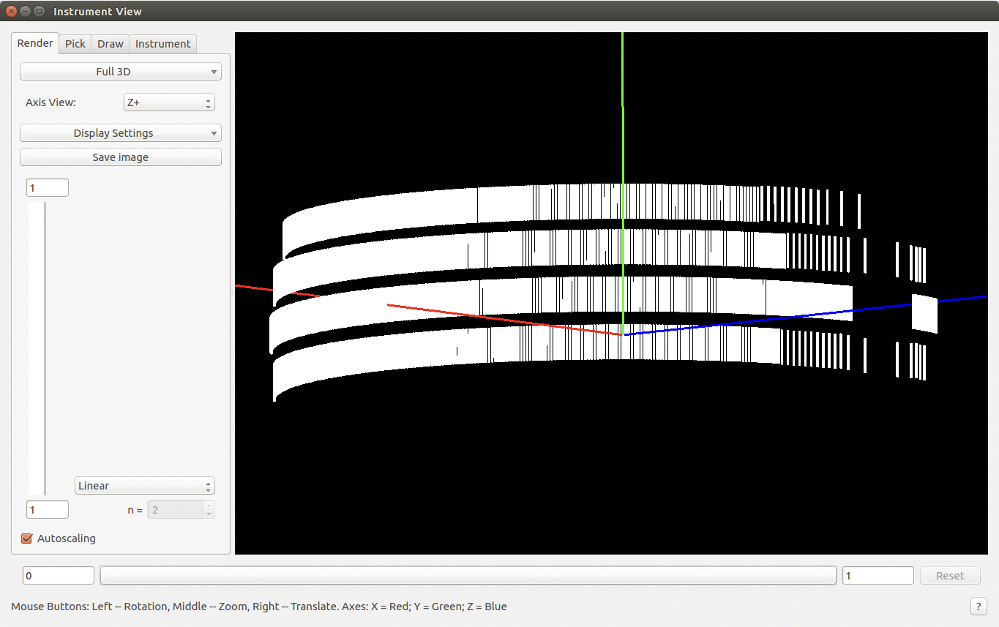 Instrument View
Render Pick Draw Instrument
Full 3D
Axis View: Z+
Display Settings
Save image
1
Linear
1 n = 2
Autoscaling
0 1 Reset
Mouse Buttons: Left -- Rotation, Middle -- Zoom, Right -- Translate. Axes: X = Red; Y = Green; Z = Blue ?